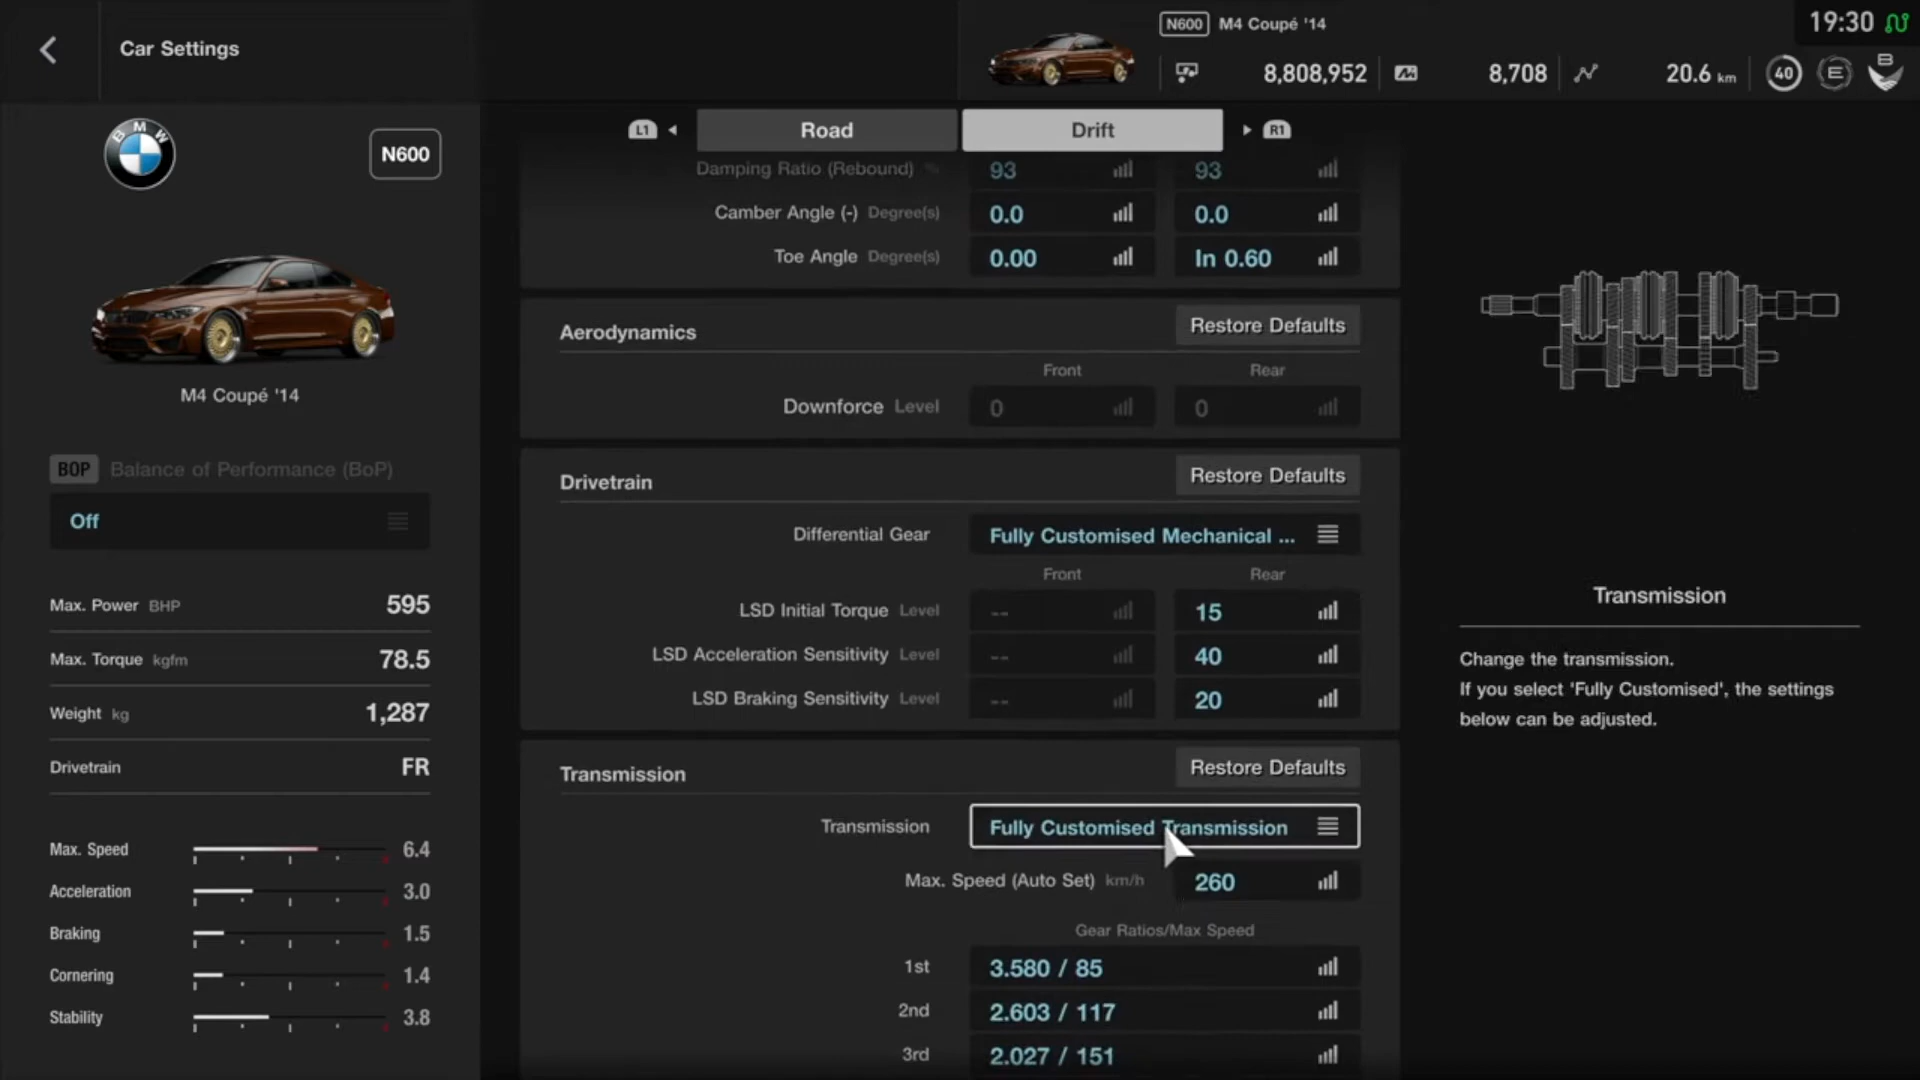 Car Settings
N600 M4 Coupé '14
19:30
8,808,952
8,708
20.6 km
40
E
B
BMW
N600
M4 Coupé '14
BOP Balance of Performance (BoP)
Off
Max. Power BHP 595
Max. Torque kgfm 78.5
Weight kg 1,287
Drivetrain FR
Max. Speed 6.4
Acceleration 3.0
Braking 1.5
Cornering 1.4
Stability 3.8
L1 Road Drift R1
Damping Ratio (Rebound) % 93 93
Camber Angle (-) Degree(s) 0.0 0.0
Toe Angle Degree(s) 0.00 In 0.60
Aerodynamics Restore Defaults
Front Rear
Downforce Level 0 0
Drivetrain Restore Defaults
Differential Gear Fully Customised Mechanical ...
Front Rear
LSD Initial Torque Level -- 15
LSD Acceleration Sensitivity Level -- 40
LSD Braking Sensitivity Level -- 20
Transmission Restore Defaults
Transmission Fully Customised Transmission
Max. Speed (Auto Set) km/h 260
Gear Ratios/Max Speed
1st 3.580 / 85
2nd 2.603 / 117
3rd 2.027 / 151
Transmission
Change the transmission.
If you select 'Fully Customised', the settings
below can be adjusted.